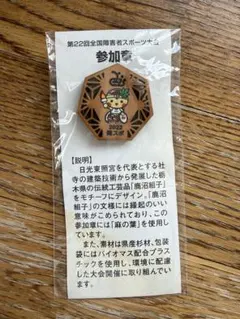 第22回全国障害者スポーツ大会
参加章
2022
【説明】
日光東照宮を代表とする社
寺の建築技術から発展した栃
木県の伝統工芸品「鹿沼組子」
をモチーフにデザイン。「鹿沼
組子」の文様には縁起のいい
意味がこめられており、この
参加章には「麻の葉」を使用し
ています。
また、素材は県産杉材、包装
袋にはバイオマス配合プラス
チックを使用し、環境に配慮
した大会開催に取り組んでいま
す。